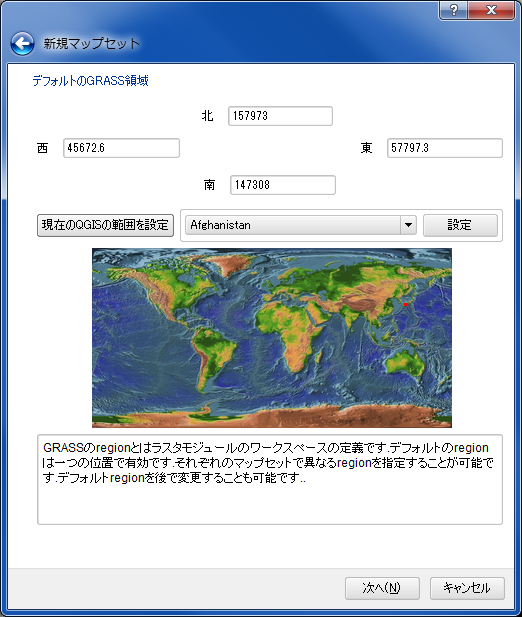 新規マップセット
デフォルトのGRASS領域
北 157973
西 45672.6 東 57797.3
南 147308
現在のQGISの範囲を設定 Afghanistan 設定
GRASSのregionとはラスタモジュールのワークスペースの定義です.デフォルトのregion
は一つの位置で有効です.それぞれのマップセットで異なるregionを指定することが可能で
す.デフォルトregionを後で変更することも可能です..
次へ(N) キャンセル